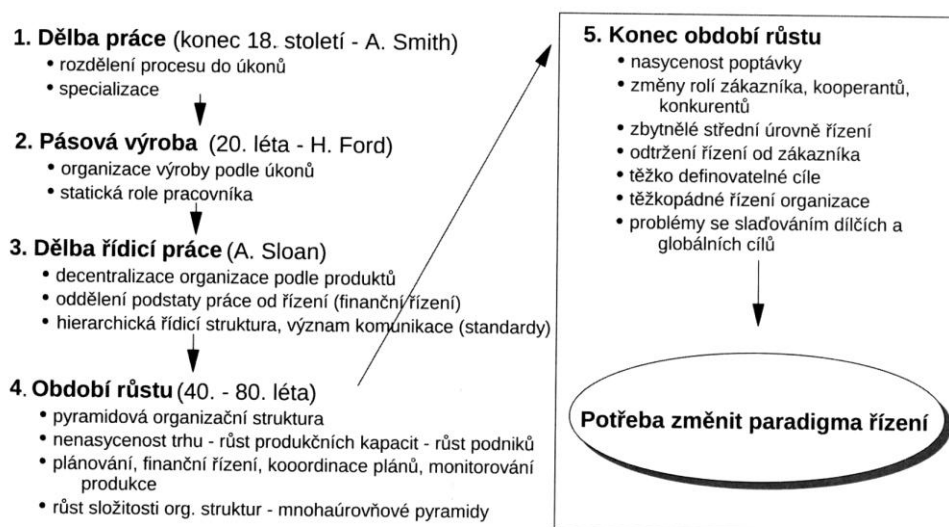 1. Dělba práce (konec 18. století - A. Smith)
• rozdělení procesu do úkonů
• specializace
2. Pásová výroba (20. léta - H. Ford)
• organizace výroby podle úkonů
• statická role pracovníka
3. Dělba řídicí práce (A. Sloan)
• decentralizace organizace podle produktů
• oddělení podstaty práce od řízení (finanční řízení)
• hierarchická řídicí struktura, význam komunikace (standardy)
4. Období růstu (40. - 80. léta)
• pyramidová organizační struktura
• nenasycenost trhu - růst produkčních kapacit - růst podniků
• plánování, finanční řízení, kooordinace plánů, monitorování
produkce
• růst složitosti org. struktur - mnohaúrovňové pyramidy
5. Konec období růstu
• nasycenost poptávky
• změny rolí zákazníka, kooperantů,
konkurentů
• zbytnělé střední úrovně řízení
• odtržení řízení od zákazníka
• těžko definovatelné cíle
• těžkopádné řízení organizace
• problémy se slaďováním dílčích a
globálních cílů
Potřeba změnit paradigma řízení